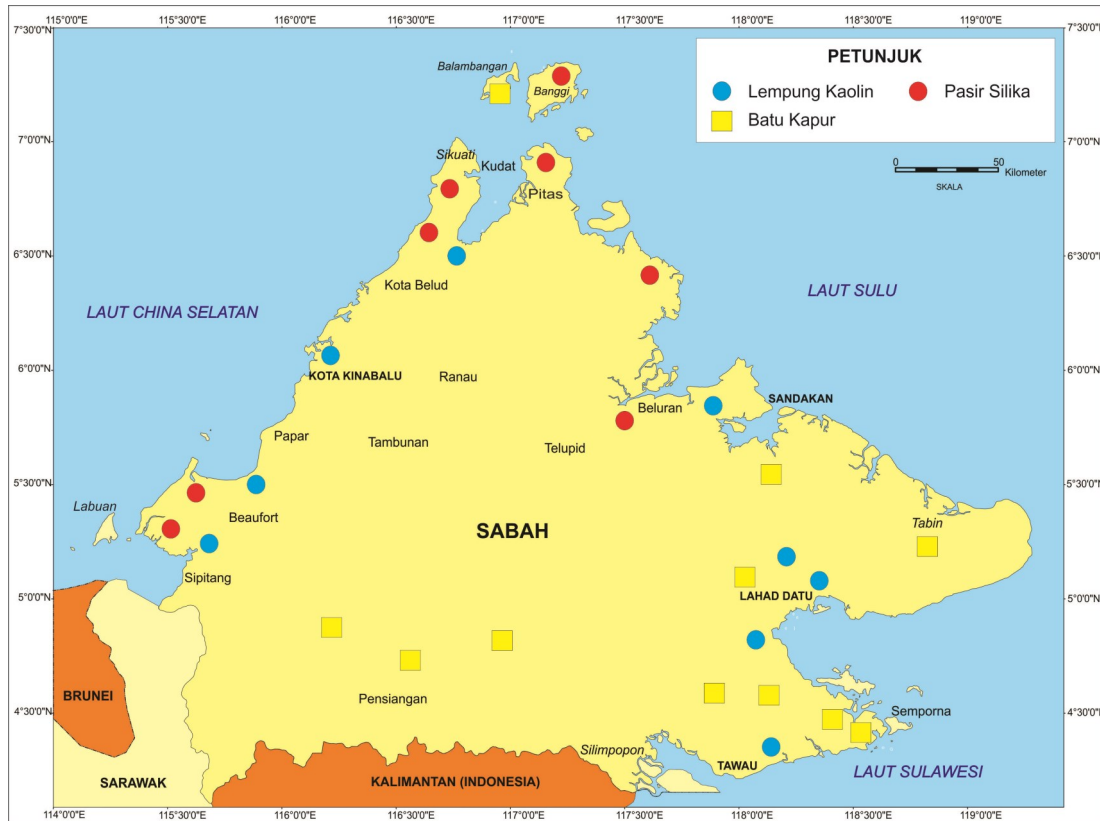 115°0'0"E 115°30'0"E 116°0'0"E 116°30'0"E 117°0'0"E 117°30'0"E 118°0'0"E 118°30'0"E 119°0'0"E
7°30'0"N 7°30'0"N
PETUNJUK
Lempung Kaolin Pasir Silika
Batu Kapur
Balambangan
Banggi
7°0'0"N 7°0'0"N
Sikuati
Kudat
Pitas
0 50
Kilometer
SKALA
6°30'0"N 6°30'0"N
Kota Belud
LAUT CHINA SELATAN
LAUT SULU
6°0'0"N 6°0'0"N
KOTA KINABALU
Ranau
Beluran
SANDAKAN
Papar
Tambunan
Telupid
5°30'0"N 5°30'0"N
Labuan
Beaufort
SABAH
Tabin
Sipitang
5°0'0"N 5°0'0"N
LAHAD DATU
BRUNEI
Pensiangan
4°30'0"N 4°30'0"N
Semporna
Silimpopon
TAWAU
LAUT SULAWESI
SARAWAK
KALIMANTAN (INDONESIA)
114°0'0"E 115°30'0"E 116°0'0"E 116°30'0"E 117°0'0"E 117°30'0"E 118°0'0"E 118°30'0"E 119°0'0"E